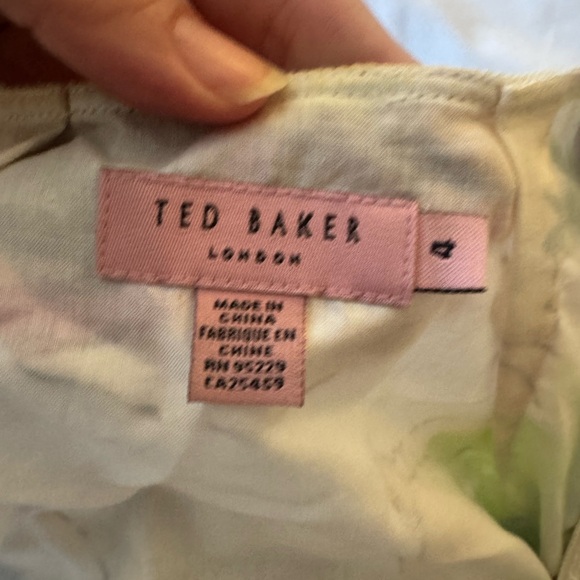 TED BAKER
LONDON
4
MADE IN
CHINA
FABRIQUE EN
CHINE
RN 95229
CA25459